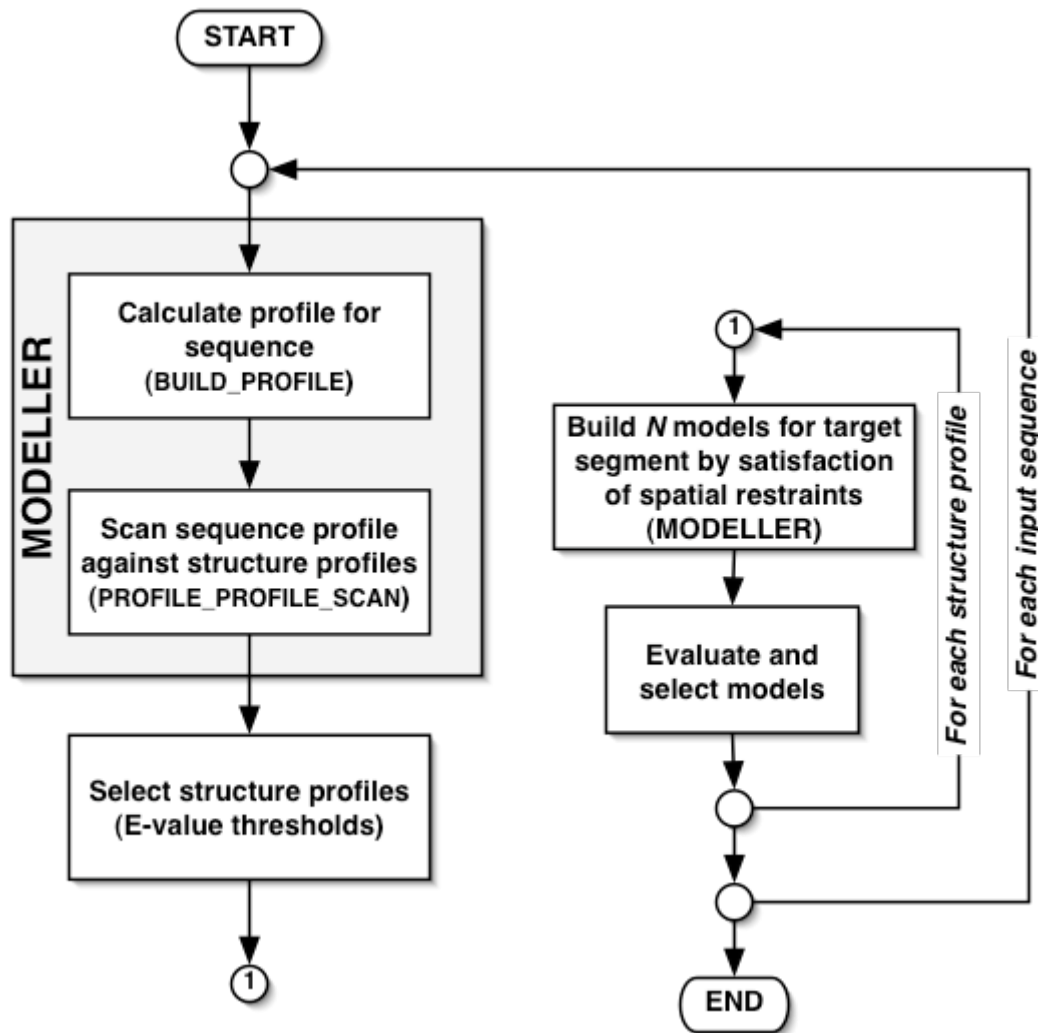 START
MODELLER
Calculate profile for
sequence
(BUILD_PROFILE)
Scan sequence profile
against structure profiles
(PROFILE_PROFILE_SCAN)
Select structure profiles
(E-value thresholds)
1
1
Build N models for target
segment by satisfaction
of spatial restraints
(MODELLER)
Evaluate and
select models
For each structure profile
For each input sequence
END